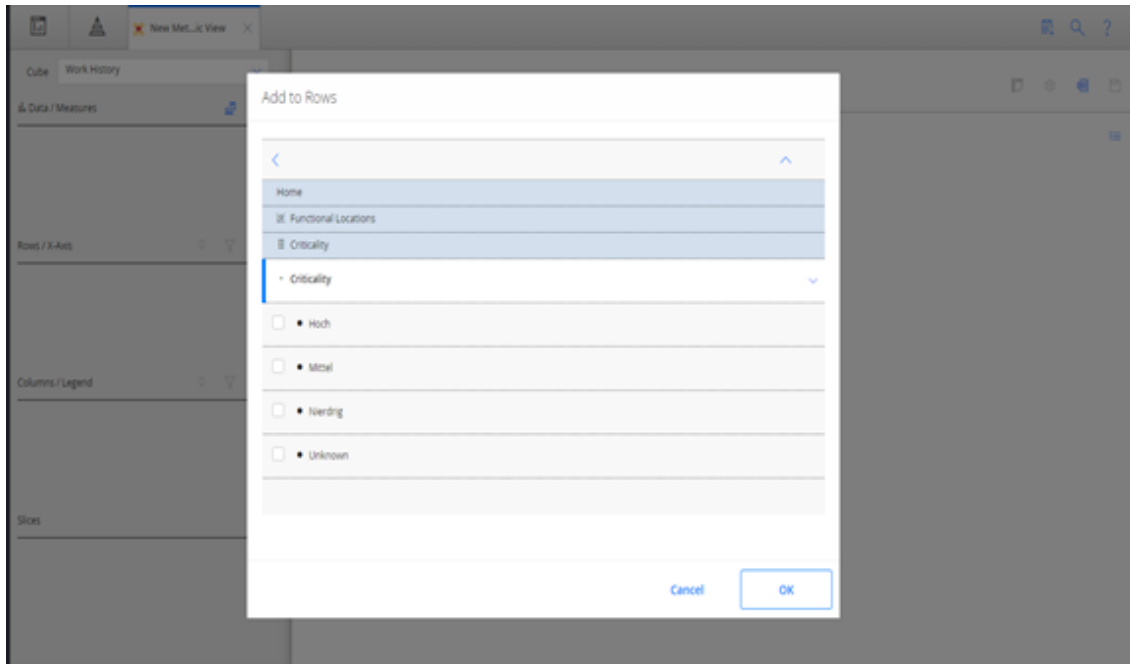 New Met...ic View
?
Cube Work History
Data / Measures
Rows / X-Axis
Columns / Legend
Slices
Add to Rows
Home
Functional Locations
Criticality
Criticality
Hoch
Mittel
Nierdrig
Unknown
Cancel OK